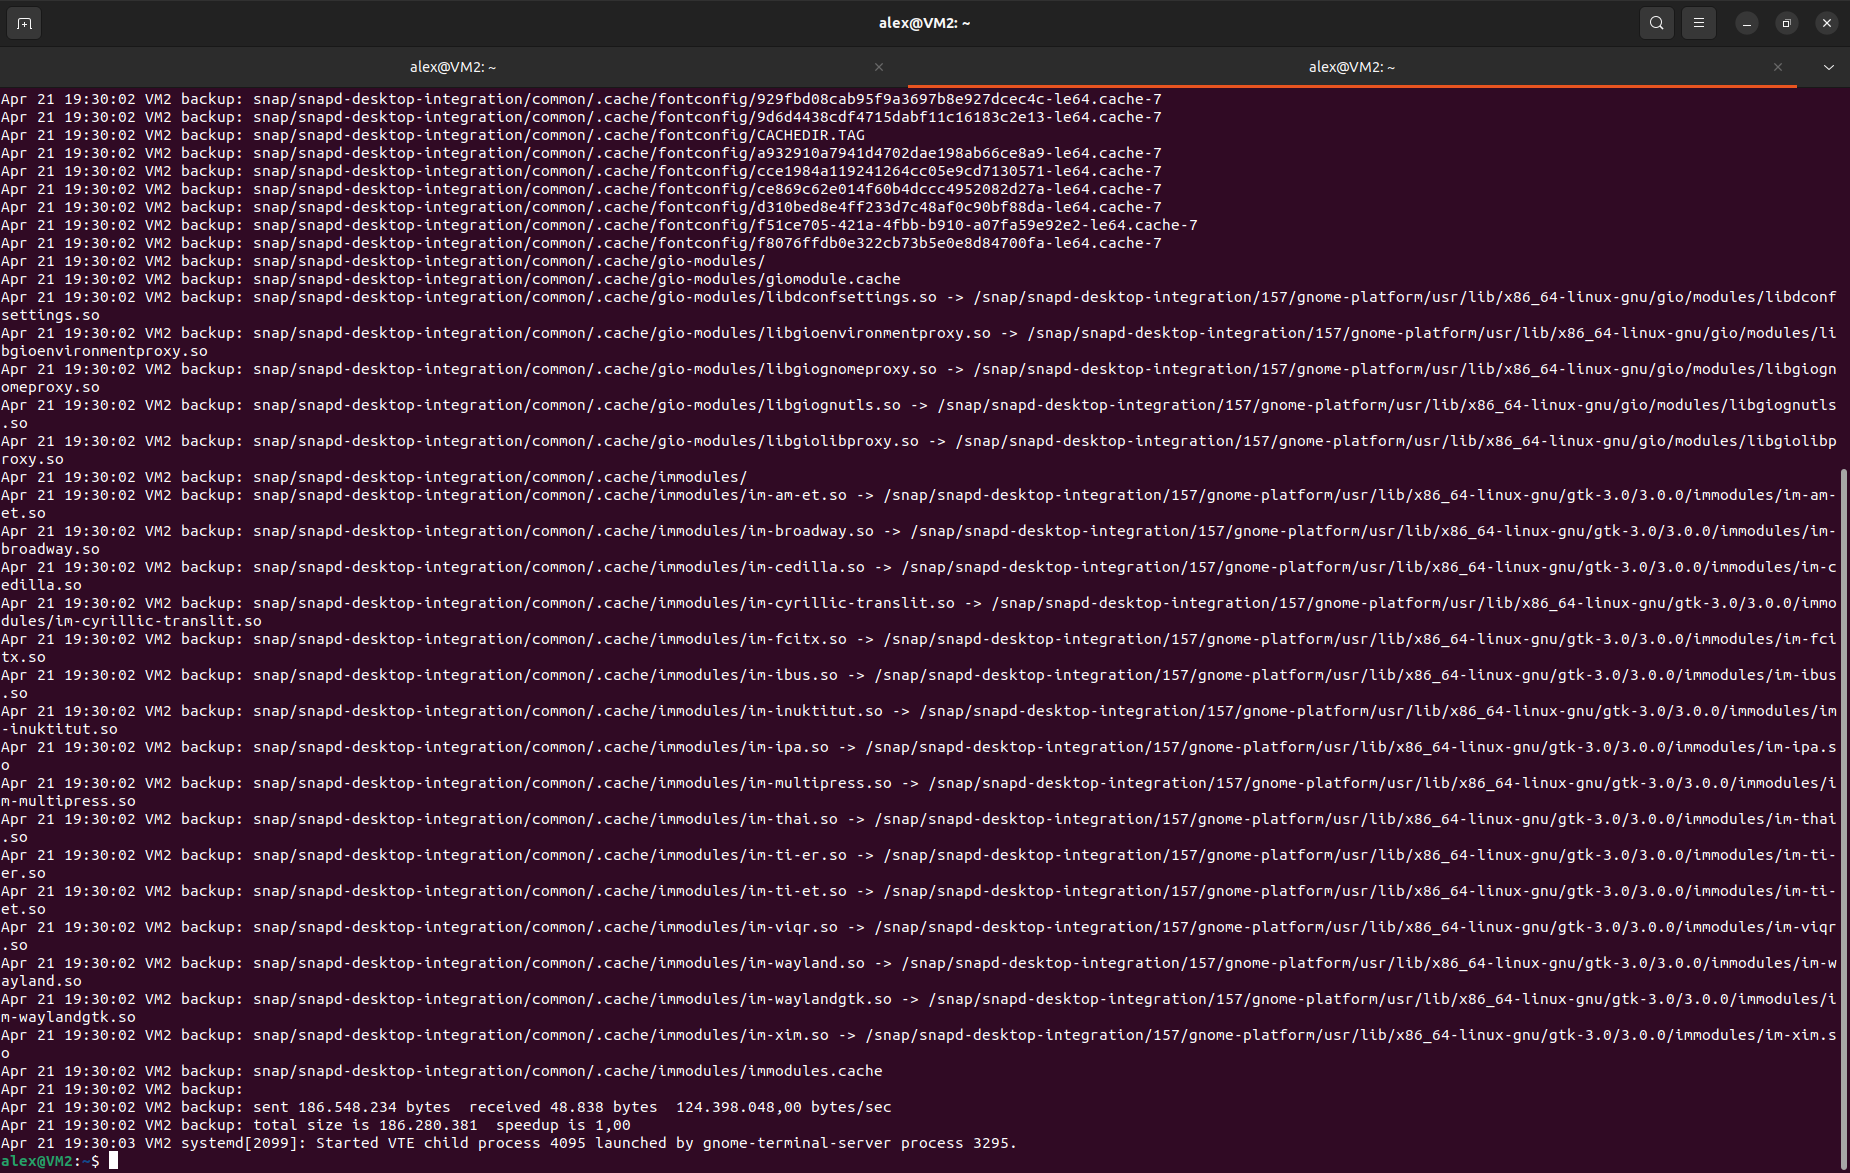 alex@VM2: ~
alex@VM2: ~
alex@VM2: ~
Apr 21 19:30:02 VM2 backup: snap/snapd-desktop-integration/common/.cache/fontconfig/929fbd08cab95f9a3697b8e927dcec4c-le64.cache-7
Apr 21 19:30:02 VM2 backup: snap/snapd-desktop-integration/common/.cache/fontconfig/9d6d4438cdf4715dabf11c16183c2e13-le64.cache-7
Apr 21 19:30:02 VM2 backup: snap/snapd-desktop-integration/common/.cache/fontconfig/CACHEDIR.TAG
Apr 21 19:30:02 VM2 backup: snap/snapd-desktop-integration/common/.cache/fontconfig/a932910a7941d4702dae198ab66ce8a9-le64.cache-7
Apr 21 19:30:02 VM2 backup: snap/snapd-desktop-integration/common/.cache/fontconfig/cce1984a119241264cc05e9cd7130571-le64.cache-7
Apr 21 19:30:02 VM2 backup: snap/snapd-desktop-integration/common/.cache/fontconfig/ce869c62e014f60b4dccc4952082d27a-le64.cache-7
Apr 21 19:30:02 VM2 backup: snap/snapd-desktop-integration/common/.cache/fontconfig/d310bed8e4ff233d7c48af0c90bf88da-le64.cache-7
Apr 21 19:30:02 VM2 backup: snap/snapd-desktop-integration/common/.cache/fontconfig/f51ce705-421a-4fbb-b910-a07fa59e92e2-le64.cache-7
Apr 21 19:30:02 VM2 backup: snap/snapd-desktop-integration/common/.cache/fontconfig/f8076ffdb0e322cb73b5e0e8d84700fa-le64.cache-7
Apr 21 19:30:02 VM2 backup: snap/snapd-desktop-integration/common/.cache/gio-modules/
Apr 21 19:30:02 VM2 backup: snap/snapd-desktop-integration/common/.cache/gio-modules/giomodule.cache
Apr 21 19:30:02 VM2 backup: snap/snapd-desktop-integration/common/.cache/gio-modules/libdconfsettings.so -> /snap/snapd-desktop-integration/157/gnome-platform/usr/lib/x86_64-linux-gnu/gio/modules/libdconf
settings.so
Apr 21 19:30:02 VM2 backup: snap/snapd-desktop-integration/common/.cache/gio-modules/libgioenvironmentproxy.so -> /snap/snapd-desktop-integration/157/gnome-platform/usr/lib/x86_64-linux-gnu/gio/modules/li
bgioenvironmentproxy.so
Apr 21 19:30:02 VM2 backup: snap/snapd-desktop-integration/common/.cache/gio-modules/libgiognomeproxy.so -> /snap/snapd-desktop-integration/157/gnome-platform/usr/lib/x86_64-linux-gnu/gio/modules/libgiogn
omeproxy.so
Apr 21 19:30:02 VM2 backup: snap/snapd-desktop-integration/common/.cache/gio-modules/libgiognutls.so -> /snap/snapd-desktop-integration/157/gnome-platform/usr/lib/x86_64-linux-gnu/gio/modules/libgiognutls
.so
Apr 21 19:30:02 VM2 backup: snap/snapd-desktop-integration/common/.cache/gio-modules/libgiolibproxy.so -> /snap/snapd-desktop-integration/157/gnome-platform/usr/lib/x86_64-linux-gnu/gio/modules/libgiolibp
roxy.so
Apr 21 19:30:02 VM2 backup: snap/snapd-desktop-integration/common/.cache/immodules/
Apr 21 19:30:02 VM2 backup: snap/snapd-desktop-integration/common/.cache/immodules/im-am-et.so -> /snap/snapd-desktop-integration/157/gnome-platform/usr/lib/x86_64-linux-gnu/gtk-3.0/3.0.0/immodules/im-am-
et.so
Apr 21 19:30:02 VM2 backup: snap/snapd-desktop-integration/common/.cache/immodules/im-broadway.so -> /snap/snapd-desktop-integration/157/gnome-platform/usr/lib/x86_64-linux-gnu/gtk-3.0/3.0.0/immodules/im-
broadway.so
Apr 21 19:30:02 VM2 backup: snap/snapd-desktop-integration/common/.cache/immodules/im-cedilla.so -> /snap/snapd-desktop-integration/157/gnome-platform/usr/lib/x86_64-linux-gnu/gtk-3.0/3.0.0/immodules/im-c
edilla.so
Apr 21 19:30:02 VM2 backup: snap/snapd-desktop-integration/common/.cache/immodules/im-cyrillic-translit.so -> /snap/snapd-desktop-integration/157/gnome-platform/usr/lib/x86_64-linux-gnu/gtk-3.0/3.0.0/immo
dules/im-cyrillic-translit.so
Apr 21 19:30:02 VM2 backup: snap/snapd-desktop-integration/common/.cache/immodules/im-fcitx.so -> /snap/snapd-desktop-integration/157/gnome-platform/usr/lib/x86_64-linux-gnu/gtk-3.0/3.0.0/immodules/im-fci
tx.so
Apr 21 19:30:02 VM2 backup: snap/snapd-desktop-integration/common/.cache/immodules/im-ibus.so -> /snap/snapd-desktop-integration/157/gnome-platform/usr/lib/x86_64-linux-gnu/gtk-3.0/3.0.0/immodules/im-ibus
.so
Apr 21 19:30:02 VM2 backup: snap/snapd-desktop-integration/common/.cache/immodules/im-inuktitut.so -> /snap/snapd-desktop-integration/157/gnome-platform/usr/lib/x86_64-linux-gnu/gtk-3.0/3.0.0/immodules/im
-inuktitut.so
Apr 21 19:30:02 VM2 backup: snap/snapd-desktop-integration/common/.cache/immodules/im-ipa.so -> /snap/snapd-desktop-integration/157/gnome-platform/usr/lib/x86_64-linux-gnu/gtk-3.0/3.0.0/immodules/im-ipa.s
o
Apr 21 19:30:02 VM2 backup: snap/snapd-desktop-integration/common/.cache/immodules/im-multipress.so -> /snap/snapd-desktop-integration/157/gnome-platform/usr/lib/x86_64-linux-gnu/gtk-3.0/3.0.0/immodules/i
m-multipress.so
Apr 21 19:30:02 VM2 backup: snap/snapd-desktop-integration/common/.cache/immodules/im-thai.so -> /snap/snapd-desktop-integration/157/gnome-platform/usr/lib/x86_64-linux-gnu/gtk-3.0/3.0.0/immodules/im-thai
.so
Apr 21 19:30:02 VM2 backup: snap/snapd-desktop-integration/common/.cache/immodules/im-ti-er.so -> /snap/snapd-desktop-integration/157/gnome-platform/usr/lib/x86_64-linux-gnu/gtk-3.0/3.0.0/immodules/im-ti-
er.so
Apr 21 19:30:02 VM2 backup: snap/snapd-desktop-integration/common/.cache/immodules/im-ti-et.so -> /snap/snapd-desktop-integration/157/gnome-platform/usr/lib/x86_64-linux-gnu/gtk-3.0/3.0.0/immodules/im-ti-
et.so
Apr 21 19:30:02 VM2 backup: snap/snapd-desktop-integration/common/.cache/immodules/im-viqr.so -> /snap/snapd-desktop-integration/157/gnome-platform/usr/lib/x86_64-linux-gnu/gtk-3.0/3.0.0/immodules/im-viqr
.so
Apr 21 19:30:02 VM2 backup: snap/snapd-desktop-integration/common/.cache/immodules/im-wayland.so -> /snap/snapd-desktop-integration/157/gnome-platform/usr/lib/x86_64-linux-gnu/gtk-3.0/3.0.0/immodules/im-w
ayland.so
Apr 21 19:30:02 VM2 backup: snap/snapd-desktop-integration/common/.cache/immodules/im-waylandgtk.so -> /snap/snapd-desktop-integration/157/gnome-platform/usr/lib/x86_64-linux-gnu/gtk-3.0/3.0.0/immodules/i
m-waylandgtk.so
Apr 21 19:30:02 VM2 backup: snap/snapd-desktop-integration/common/.cache/immodules/im-xim.so -> /snap/snapd-desktop-integration/157/gnome-platform/usr/lib/x86_64-linux-gnu/gtk-3.0/3.0.0/immodules/im-xim.s
o
Apr 21 19:30:02 VM2 backup: snap/snapd-desktop-integration/common/.cache/immodules/immodules.cache
Apr 21 19:30:02 VM2 backup:
Apr 21 19:30:02 VM2 backup: sent 186.548.234 bytes  received 48.838 bytes  124.398.048,00 bytes/sec
Apr 21 19:30:02 VM2 backup: total size is 186.280.381  speedup is 1,00
Apr 21 19:30:03 VM2 systemd[2099]: Started VTE child process 4095 launched by gnome-terminal-server process 3295.
alex@VM2:~$